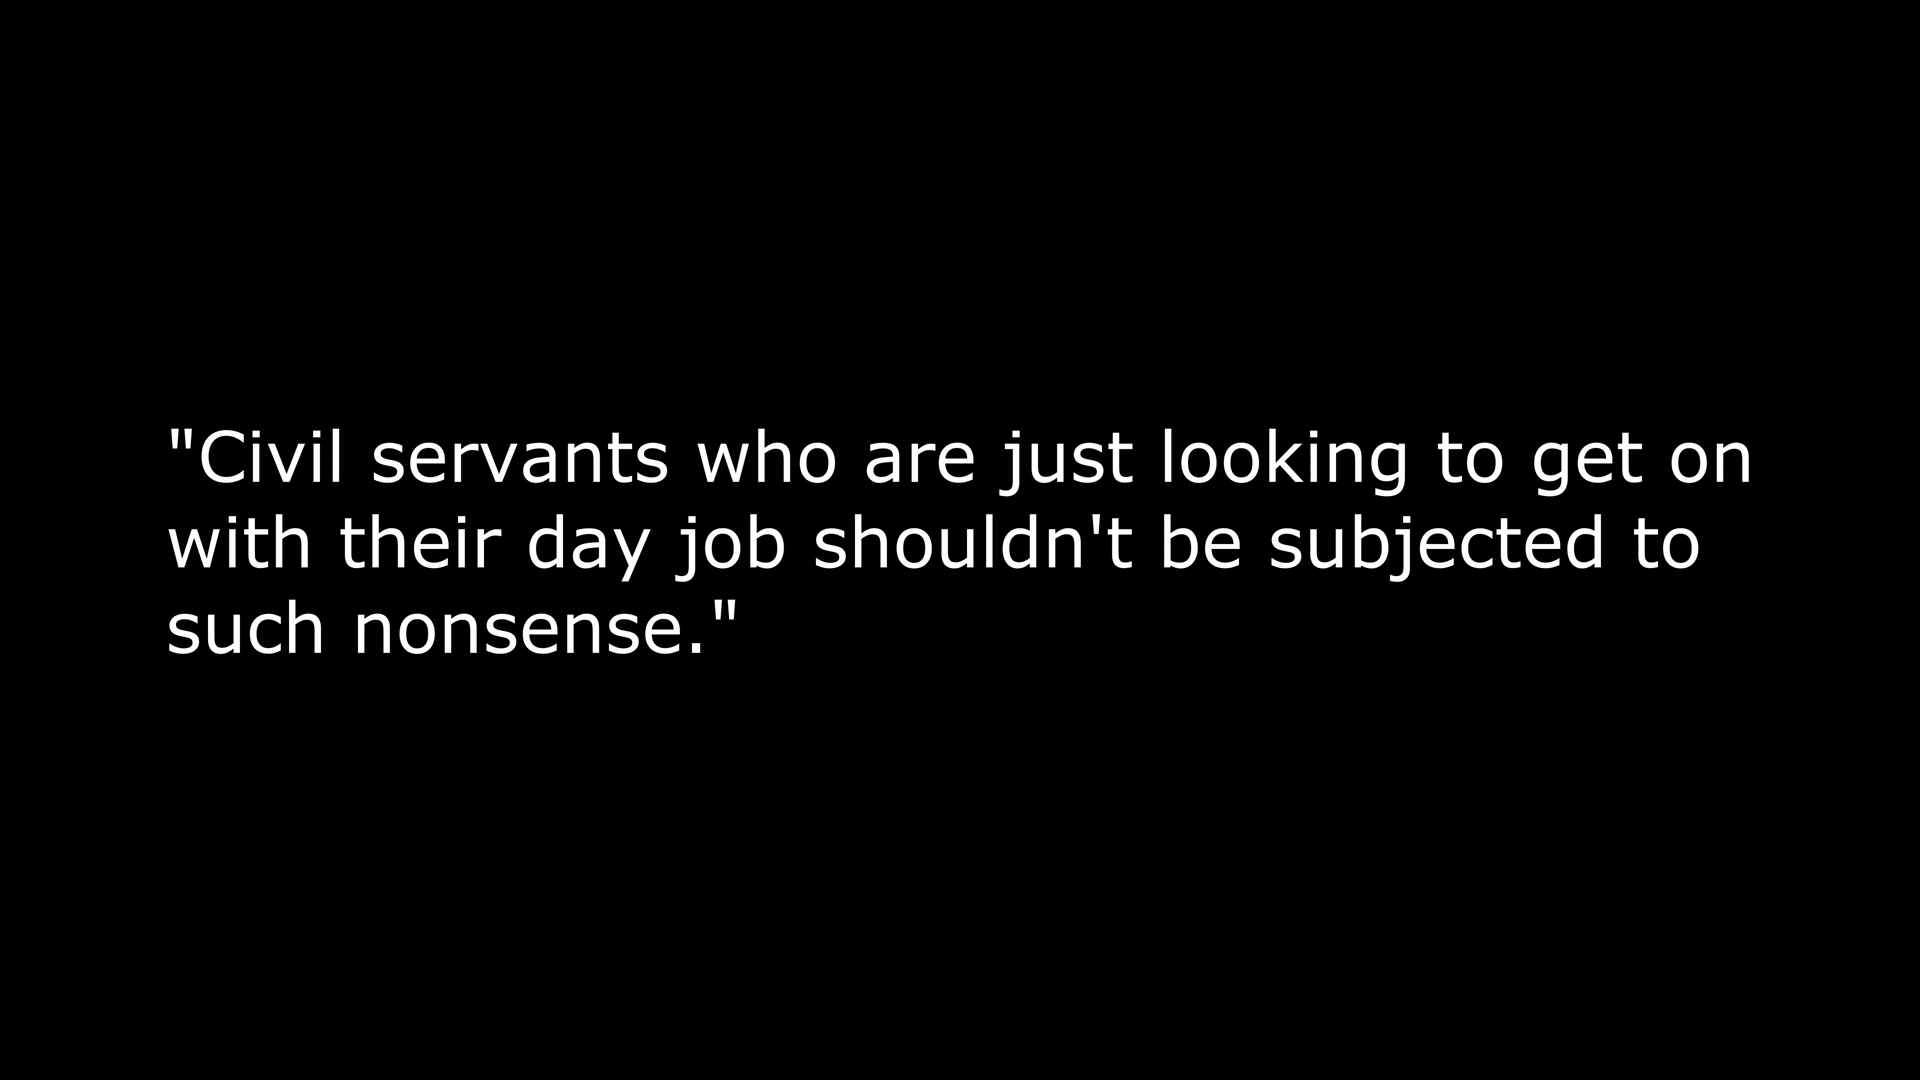 "Civil servants who are just looking to get on
with their day job shouldn't be subjected to
such nonsense."